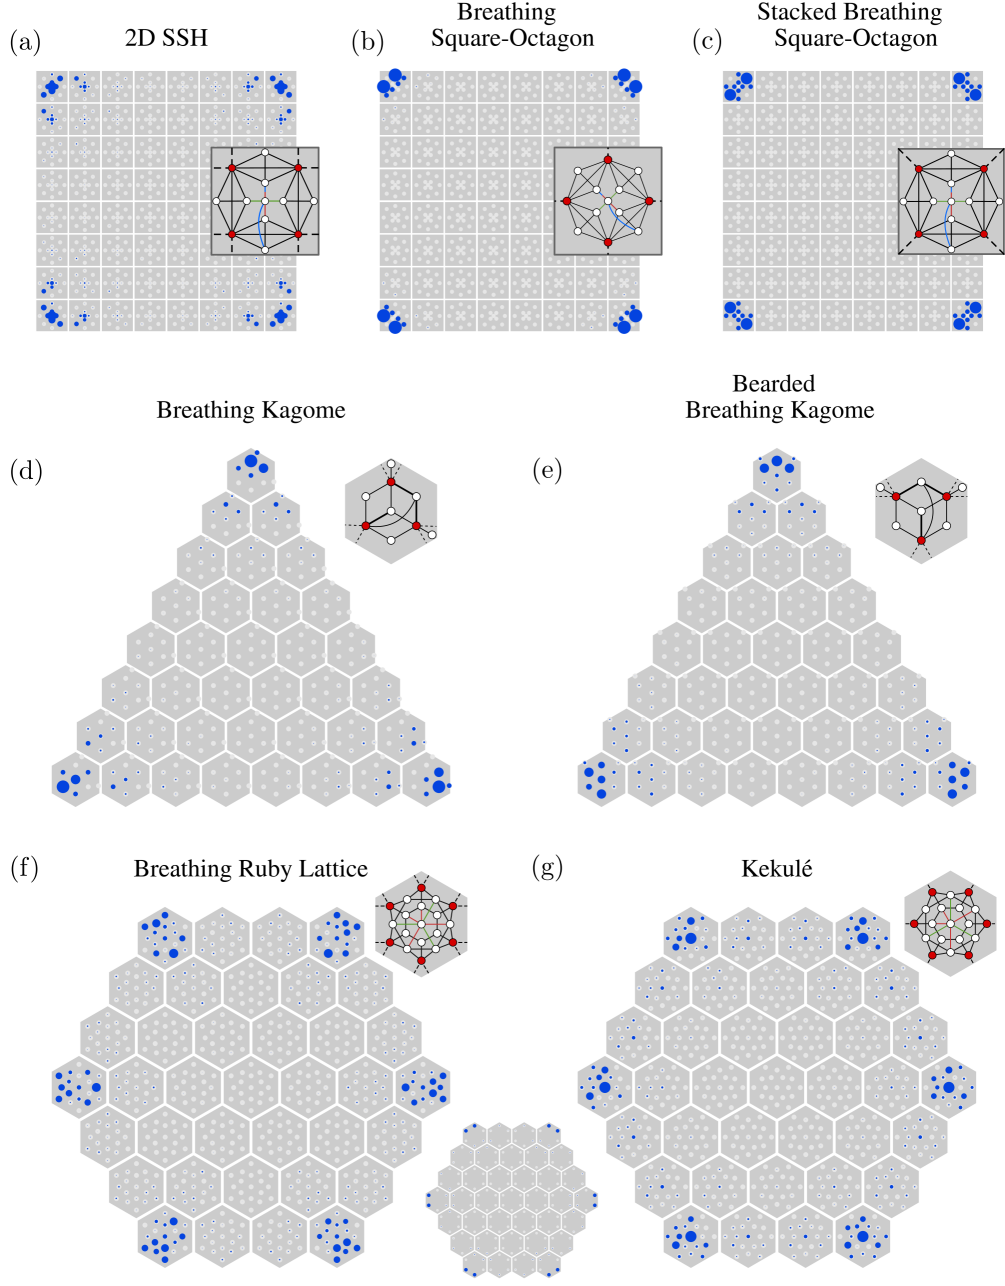 (a)
2D SSH
(b)
Breathing
Square-Octagon
(c)
Stacked Breathing
Square-Octagon
(d)
Breathing Kagome
(e)
Bearded
Breathing Kagome
(f)
Breathing Ruby Lattice
(g)
Kekulé